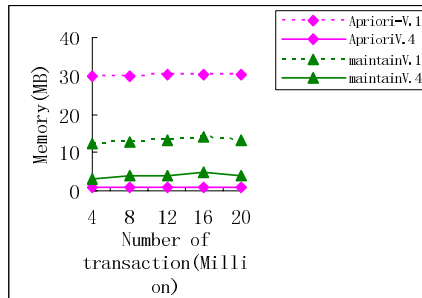 Apriori-V.1
AprioriV.4
maintainV.1
maintainV.4
40
30
20
10
0
Memory(MB)
4 8 12 16 20
Number of
transaction(Milli
on)